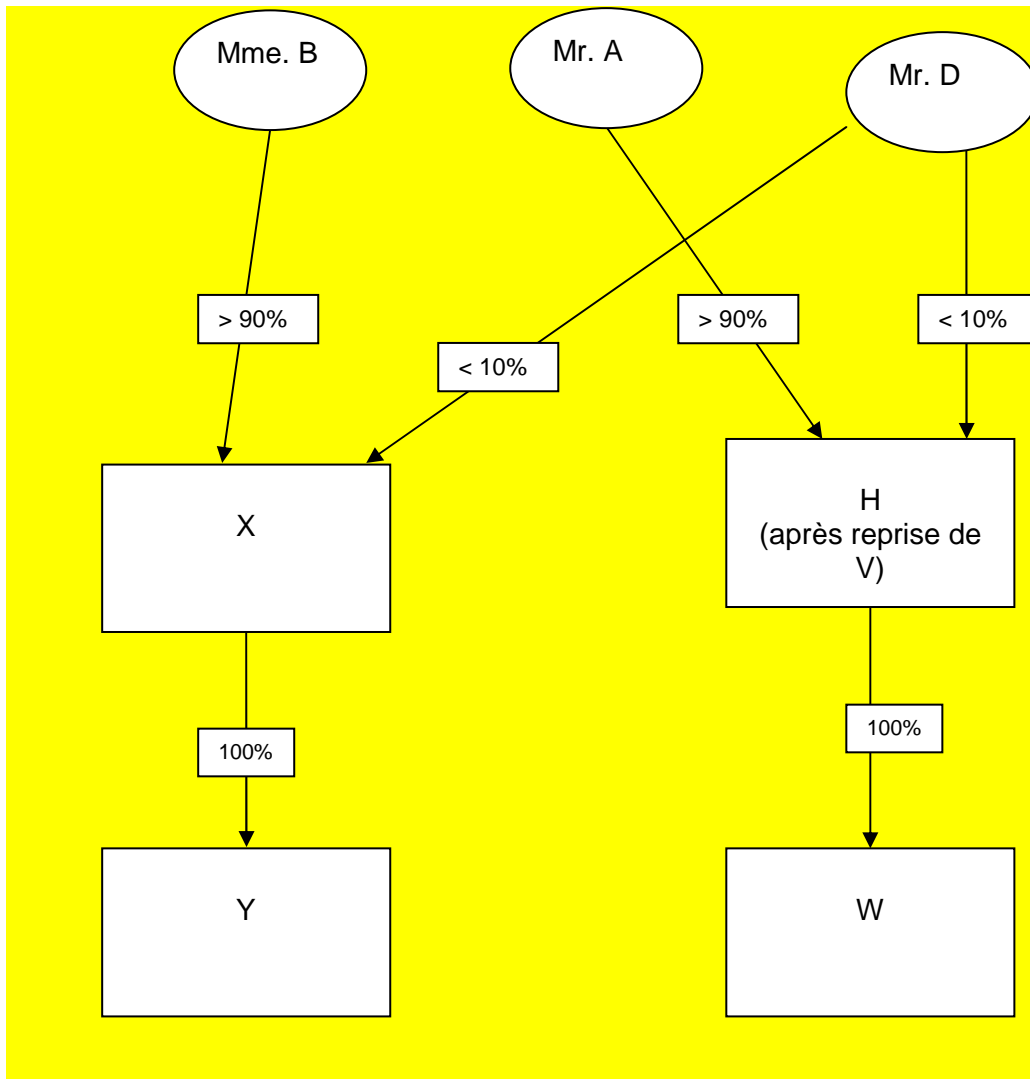 Mme. B
Mr. A
Mr. D
> 90%
< 10%
> 90%
< 10%
X
H
(après reprise de
V)
100%
100%
Y
W